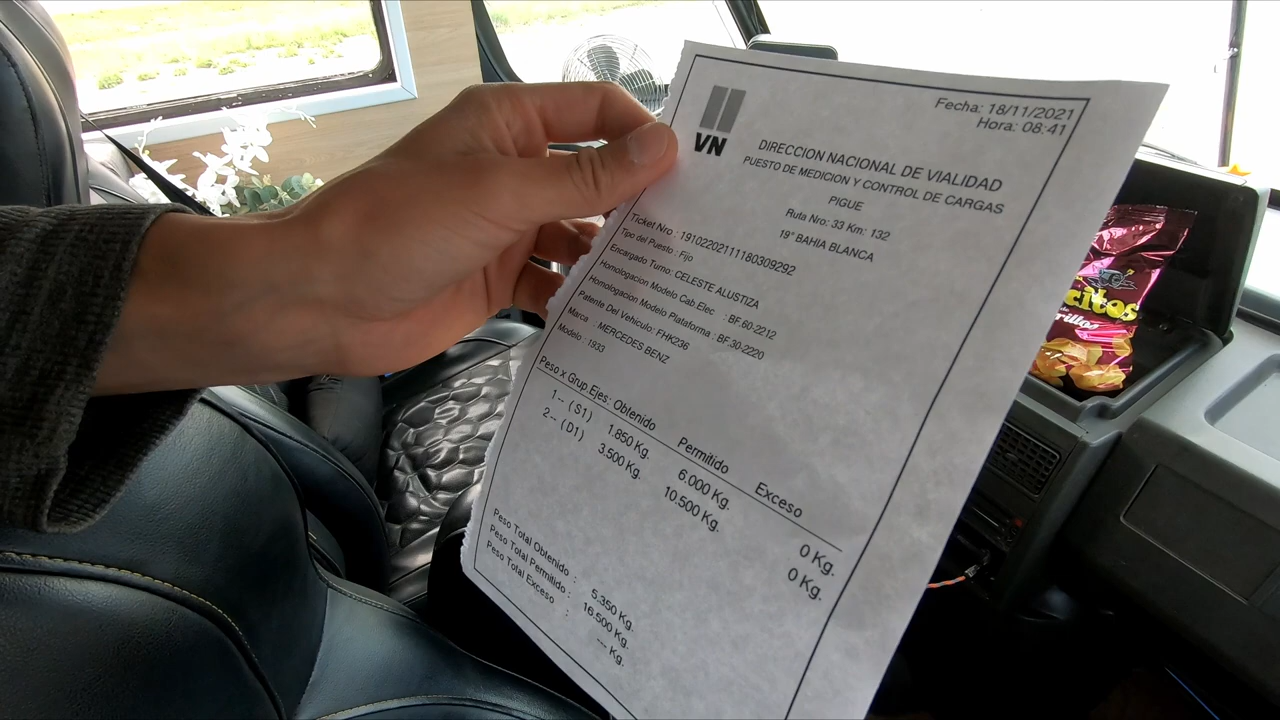 VN
Fecha: 18/11/2021
Hora: 08:41
DIRECCION NACIONAL DE VIALIDAD
PUESTO DE MEDICION Y CONTROL DE CARGAS
PIGUE
Ruta Nro: 33 Km: 132
19° BAHIA BLANCA
Ticket Nro : 19102202111180309292
Tipo del Puesto : Fijo
Encargado Turno: CELESTE ALUSTIZA
Homologacion Modelo Cab.Elec : BF.60-2212
Homologacion Modelo Plataforma : BF.30-2220
Patente Del Vehiculo: FHK236
Marca : MERCEDES BENZ
Modelo : 1933
Peso x Grup.Ejes: Obtenido Permitido Exceso
1-- (S1) 1.850 Kg. 6.000 Kg. 0 Kg.
2-- (D1) 3.500 Kg. 10.500 Kg. 0 Kg.
Peso Total Obtenido : 5.350 Kg.
Peso Total Permitido : 16.500 Kg.
Peso Total Exceso : --- Kg.